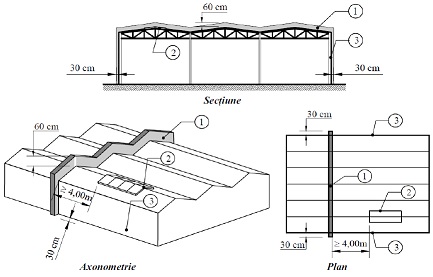 60 cm
1
2
3
30 cm
30 cm
Secțiune
60 cm
1
2
3
≥ 4,00m
30 cm
Axonometrie
30 cm
3
1
2
30 cm
≥ 4,00m
3
Plan